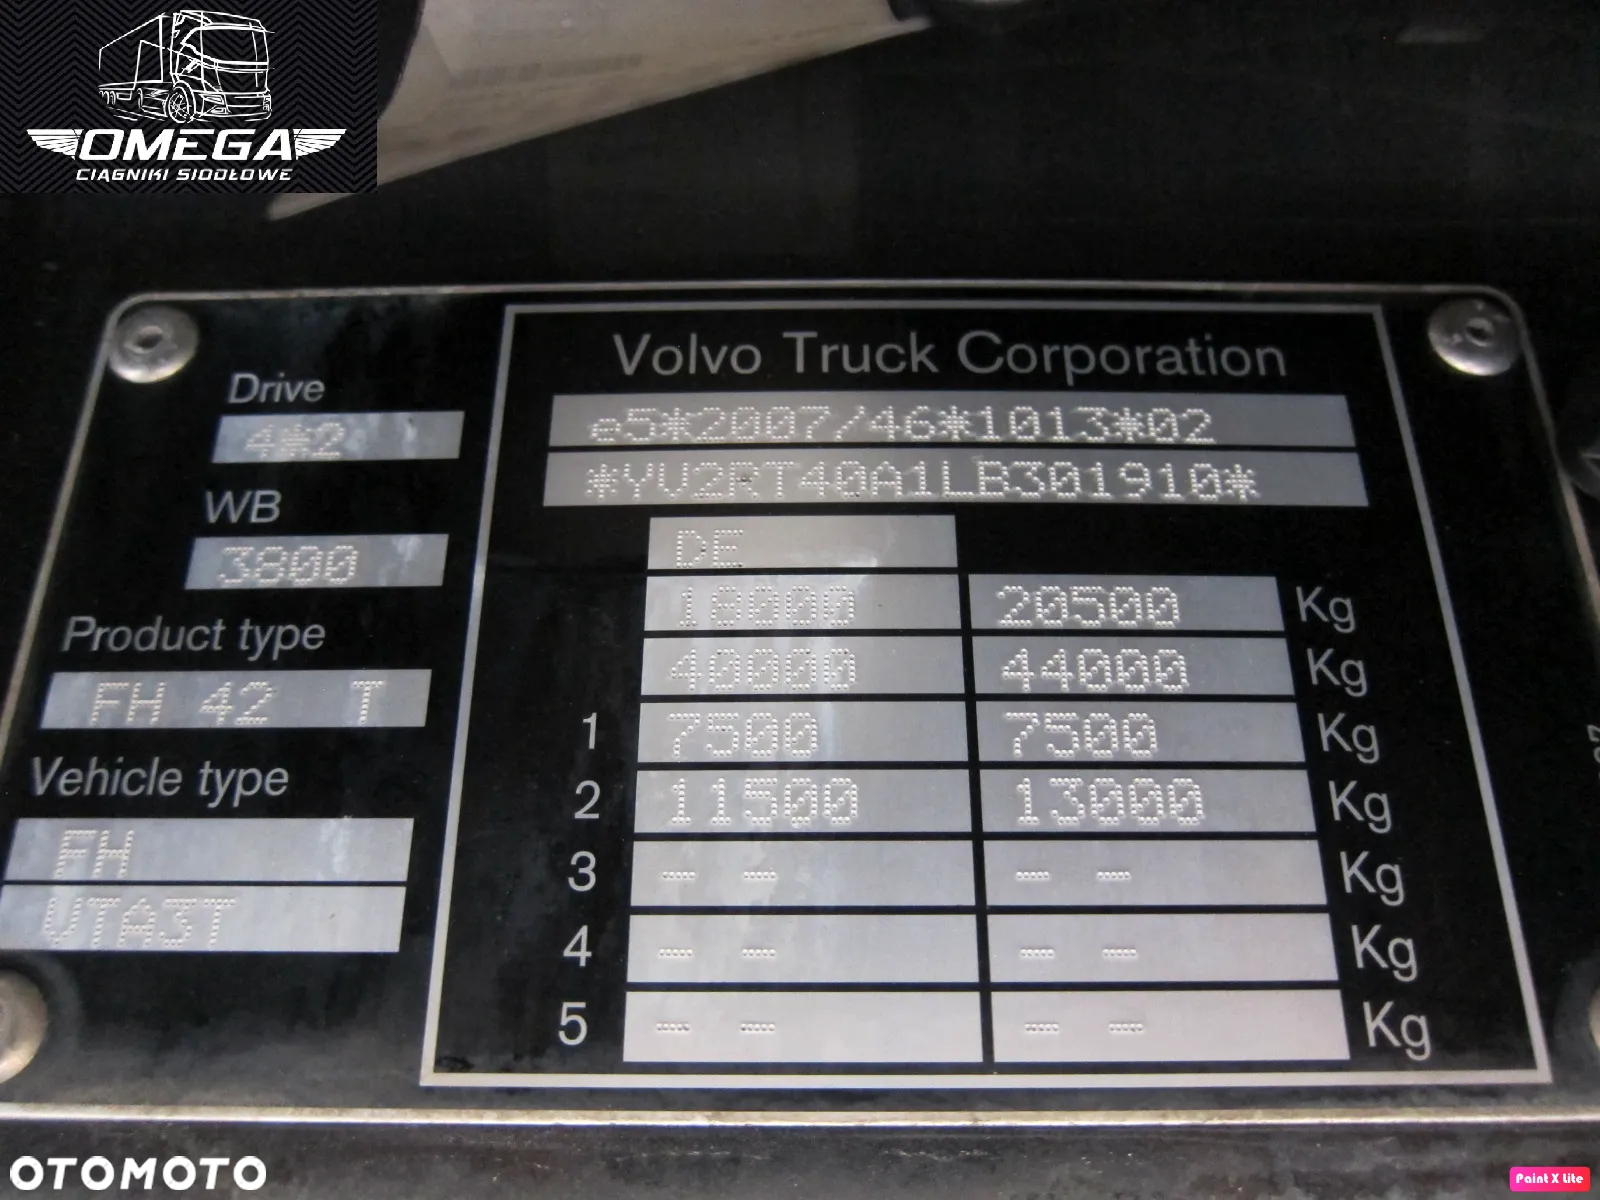 OMEGA
CIĄGNIKI SIODŁOWE
Volvo Truck Corporation
Drive
4*2
WB
3800
Product type
FH 42 T
Vehicle type
FH
VTA3T
e5*2007/46*1013*02
*YV2RT40A1LB301910*
DE
18000 20500 Kg
40000 44000 Kg
1 7500 7500 Kg
2 11500 13000 Kg
3 -- -- -- -- Kg
4 -- -- -- -- Kg
5 -- -- -- -- Kg
OTOMOTO
Paint X lite